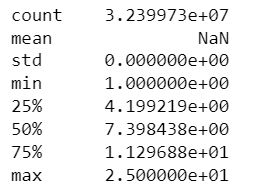 count 3.239973e+07
mean NaN
std 0.000000e+00
min 1.000000e+00
25% 4.199219e+00
50% 7.398438e+00
75% 1.129688e+01
max 2.500000e+01